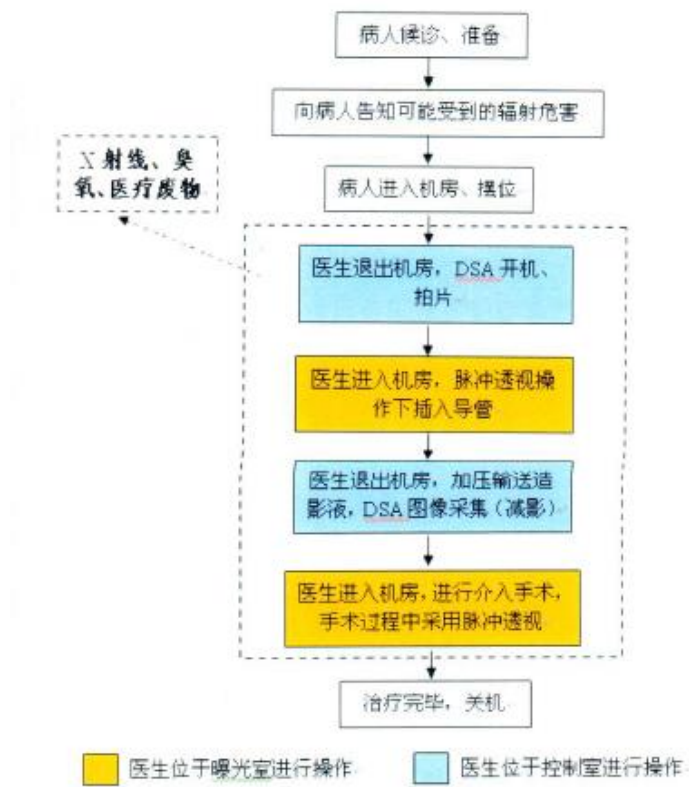 病人候诊、准备
向病人告知可能受到的辐射危害
X 射线、臭
氧、医疗废物
病人进入机房、摆位
医生退出机房，DSA 开机、
拍片
医生进入机房，脉冲透视操
作下插入导管
医生退出机房，加压输送造
影液，DSA 图像采集（减影）
医生进入机房，进行介入手术，
手术过程中采用脉冲透视
治疗完毕，关机
医生位于曝光室进行操作
医生位于控制室进行操作